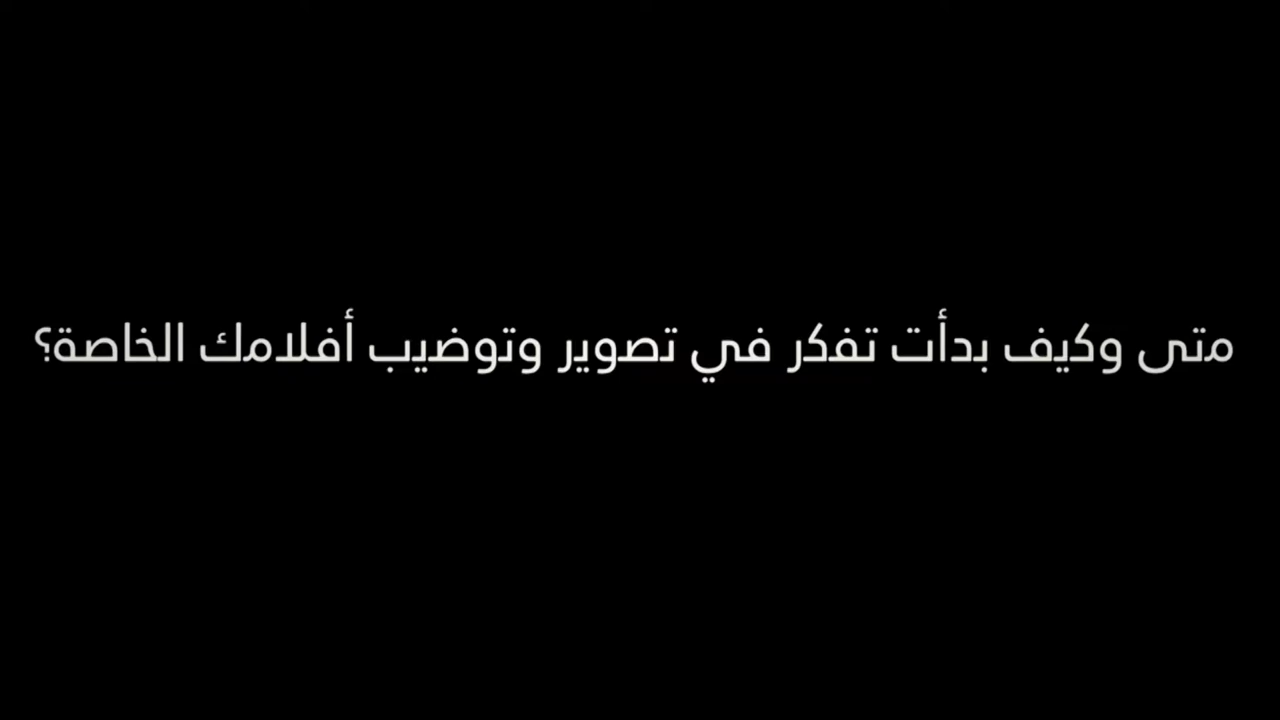 متى وكيف بدأت تفكر في تصوير وتوضيب أفلامك الخاصة؟